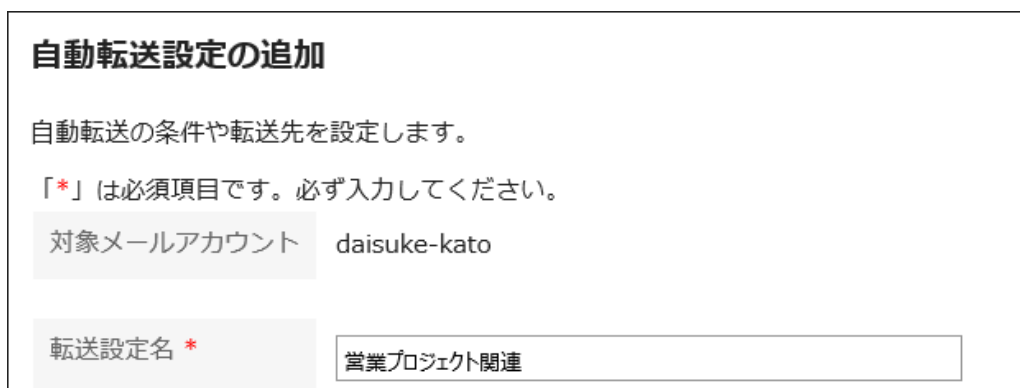 自動転送設定の追加
自動転送の条件や転送先を設定します。
「*」は必須項目です。必ず入力してください。
対象メールアカウント daisuke-kato
転送設定名 * 営業プロジェクト関連